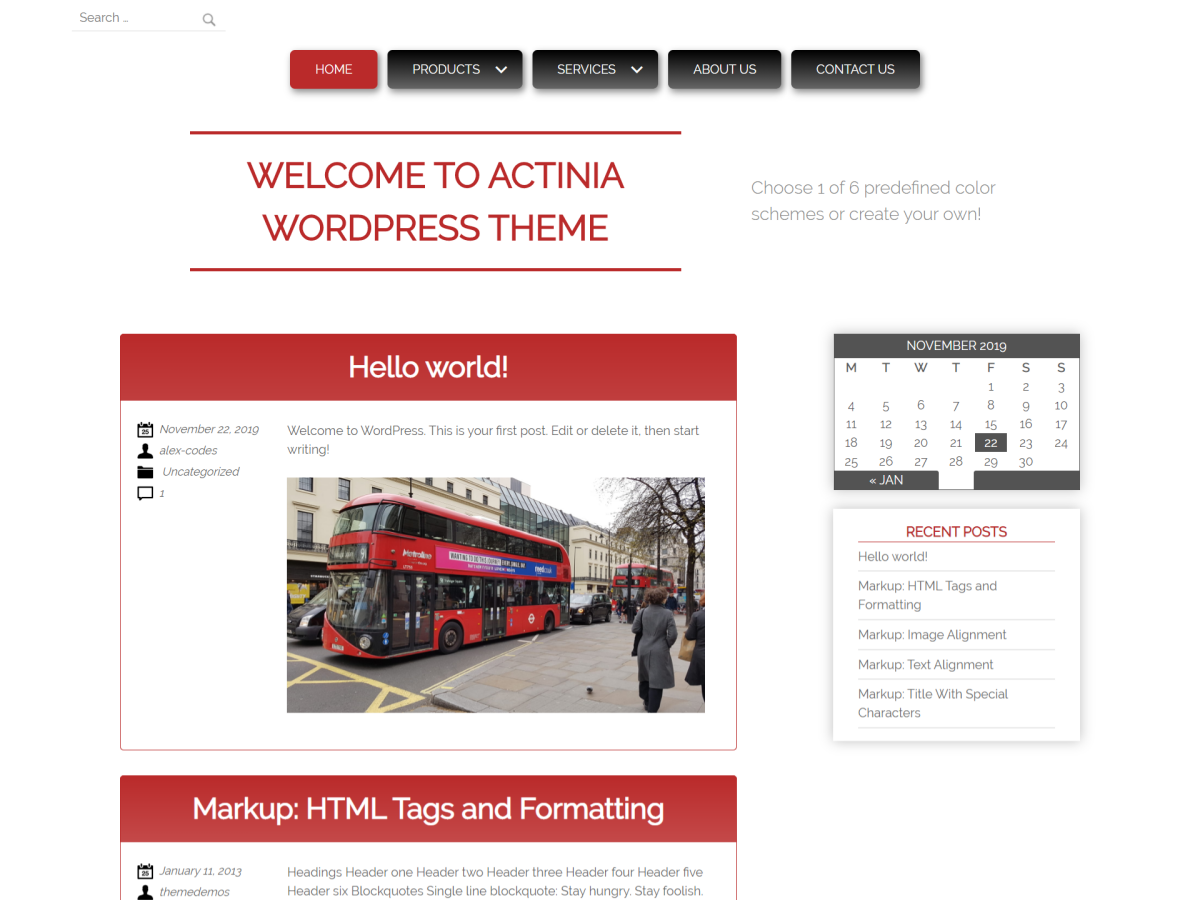 Search …
HOME
PRODUCTS
SERVICES
ABOUT US
CONTACT US
WELCOME TO ACTINIA
WORDPRESS THEME
Choose 1 of 6 predefined color
schemes or create your own!
Hello world!
November 22, 2019
alex-codes
Uncategorized
1
Welcome to WordPress. This is your first post. Edit or delete it, then start
writing!
Metroline
Markup: HTML Tags and Formatting
January 11, 2013
themedemos
Headings Header one Header two Header three Header four Header five
Header six Blockquotes Single line blockquote: Stay hungry. Stay foolish.
NOVEMBER 2019
M T W T F S S
1 2 3
4 5 6 7 8 9 10
11 12 13 14 15 16 17
18 19 20 21 22 23 24
25 26 27 28 29 30
« JAN
RECENT POSTS
Hello world!
Markup: HTML Tags and
Formatting
Markup: Image Alignment
Markup: Text Alignment
Markup: Title With Special
Characters